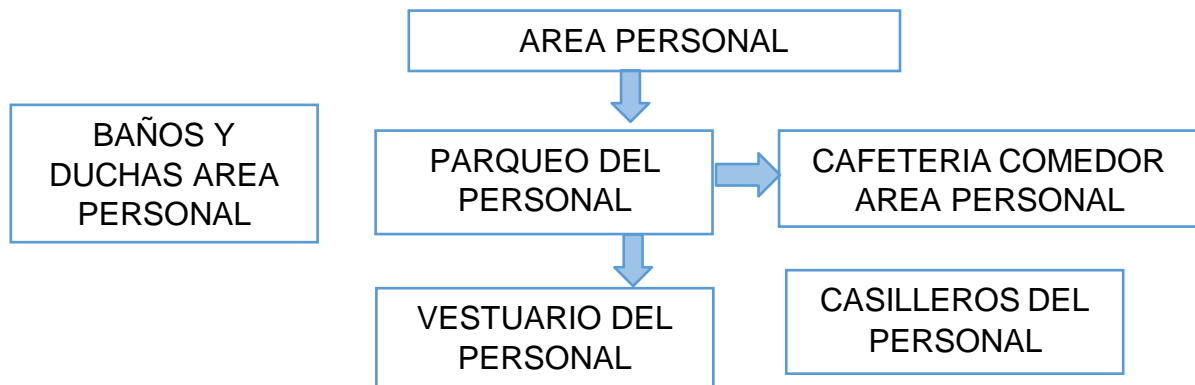 AREA PERSONAL
BAÑOS Y
DUCHAS AREA
PERSONAL
PARQUEO DEL
PERSONAL
CAFETERIA COMEDOR
AREA PERSONAL
VESTUARIO DEL
PERSONAL
CASILLEROS DEL
PERSONAL